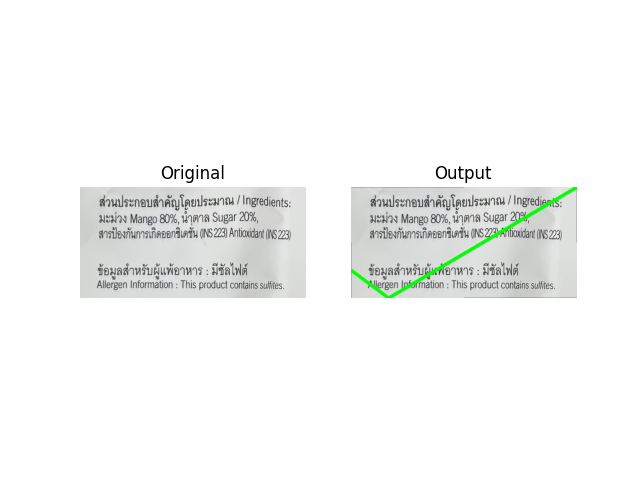 Original
Output
ส่วนประกอบสำคัญโดยประมาณ / Ingredients:
มะม่วง Mango 80%, น้ำตาล Sugar 20%,
สารป้องกันการเกิดออกซิเดชั่น (INS 223) Antioxidant (INS 223)
ข้อมูลสำหรับผู้แพ้อาหาร : มีซัลไฟต์
Allergen Information : This product contains sulfites.
ส่วนประกอบสำคัญโดยประมาณ / Ingredients:
มะม่วง Mango 80%, น้ำตาล Sugar 20%,
สารป้องกันการเกิดออกซิเดชั่น (INS 223) Antioxidant (INS 223)
ข้อมูลสำหรับผู้แพ้อาหาร : มีซัลไฟต์
Allergen Information : This product contains sulfites.